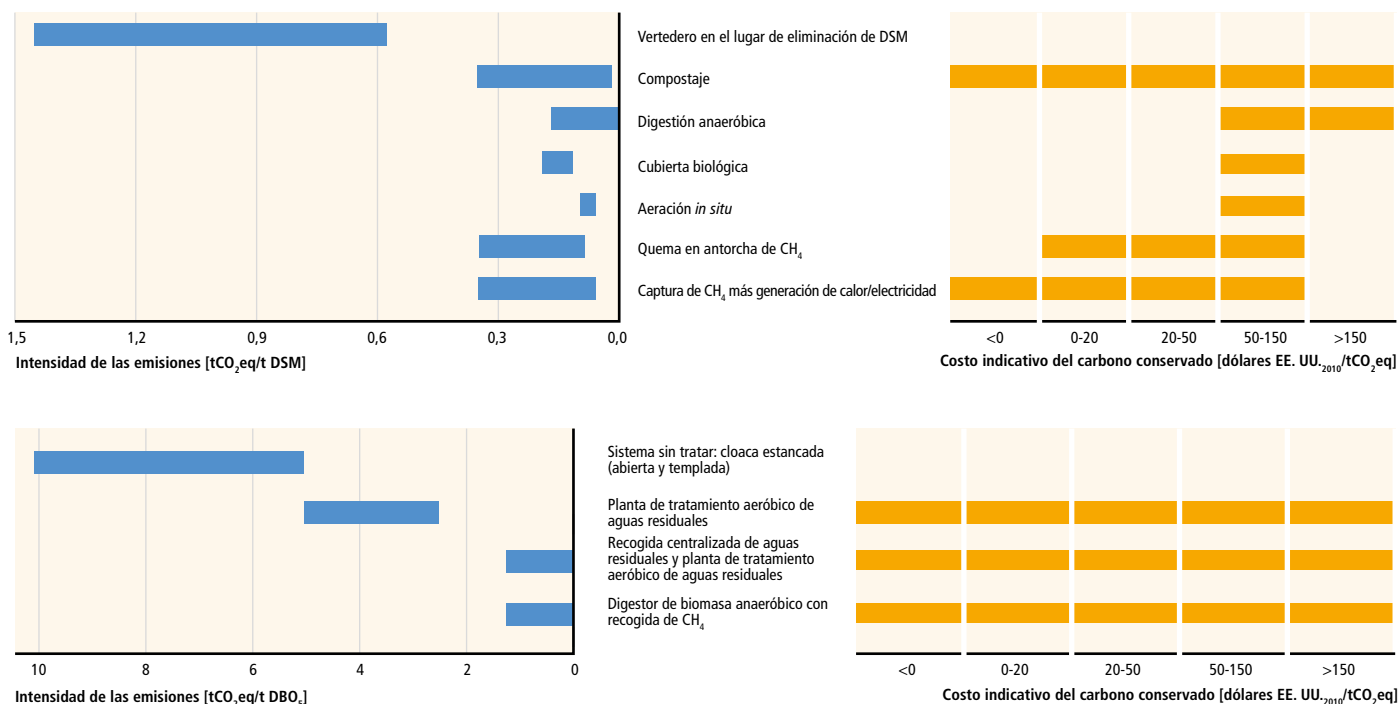 Vertedero en el lugar de eliminación de DSM
Compostaje
Digestión anaeróbica
Cubierta biológica
Aeración in situ
Quema en antorcha de CH₄
Captura de CH₄ más generación de calor/electricidad
1,5 1,2 0,9 0,6 0,3 0,0
Intensidad de las emisiones [tCO₂eq/t DSM]
<0 0-20 20-50 50-150 >150
Costo indicativo del carbono conservado [dólares EE. UU.₂₀₁₀/tCO₂eq]
Sistema sin tratar: cloaca estancada
(abierta y templada)
Planta de tratamiento aeróbico de
aguas residuales
Recogida centralizada de aguas
residuales y planta de tratamiento
aeróbico de aguas residuales
Digestor de biomasa anaeróbico con
recogida de CH₄
10 8 6 4 2 0
Intensidad de las emisiones [tCO₂eq/t DBO₅]
<0 0-20 20-50 50-150 >150
Costo indicativo del carbono conservado [dólares EE. UU.₂₀₁₀/tCO₂eq]